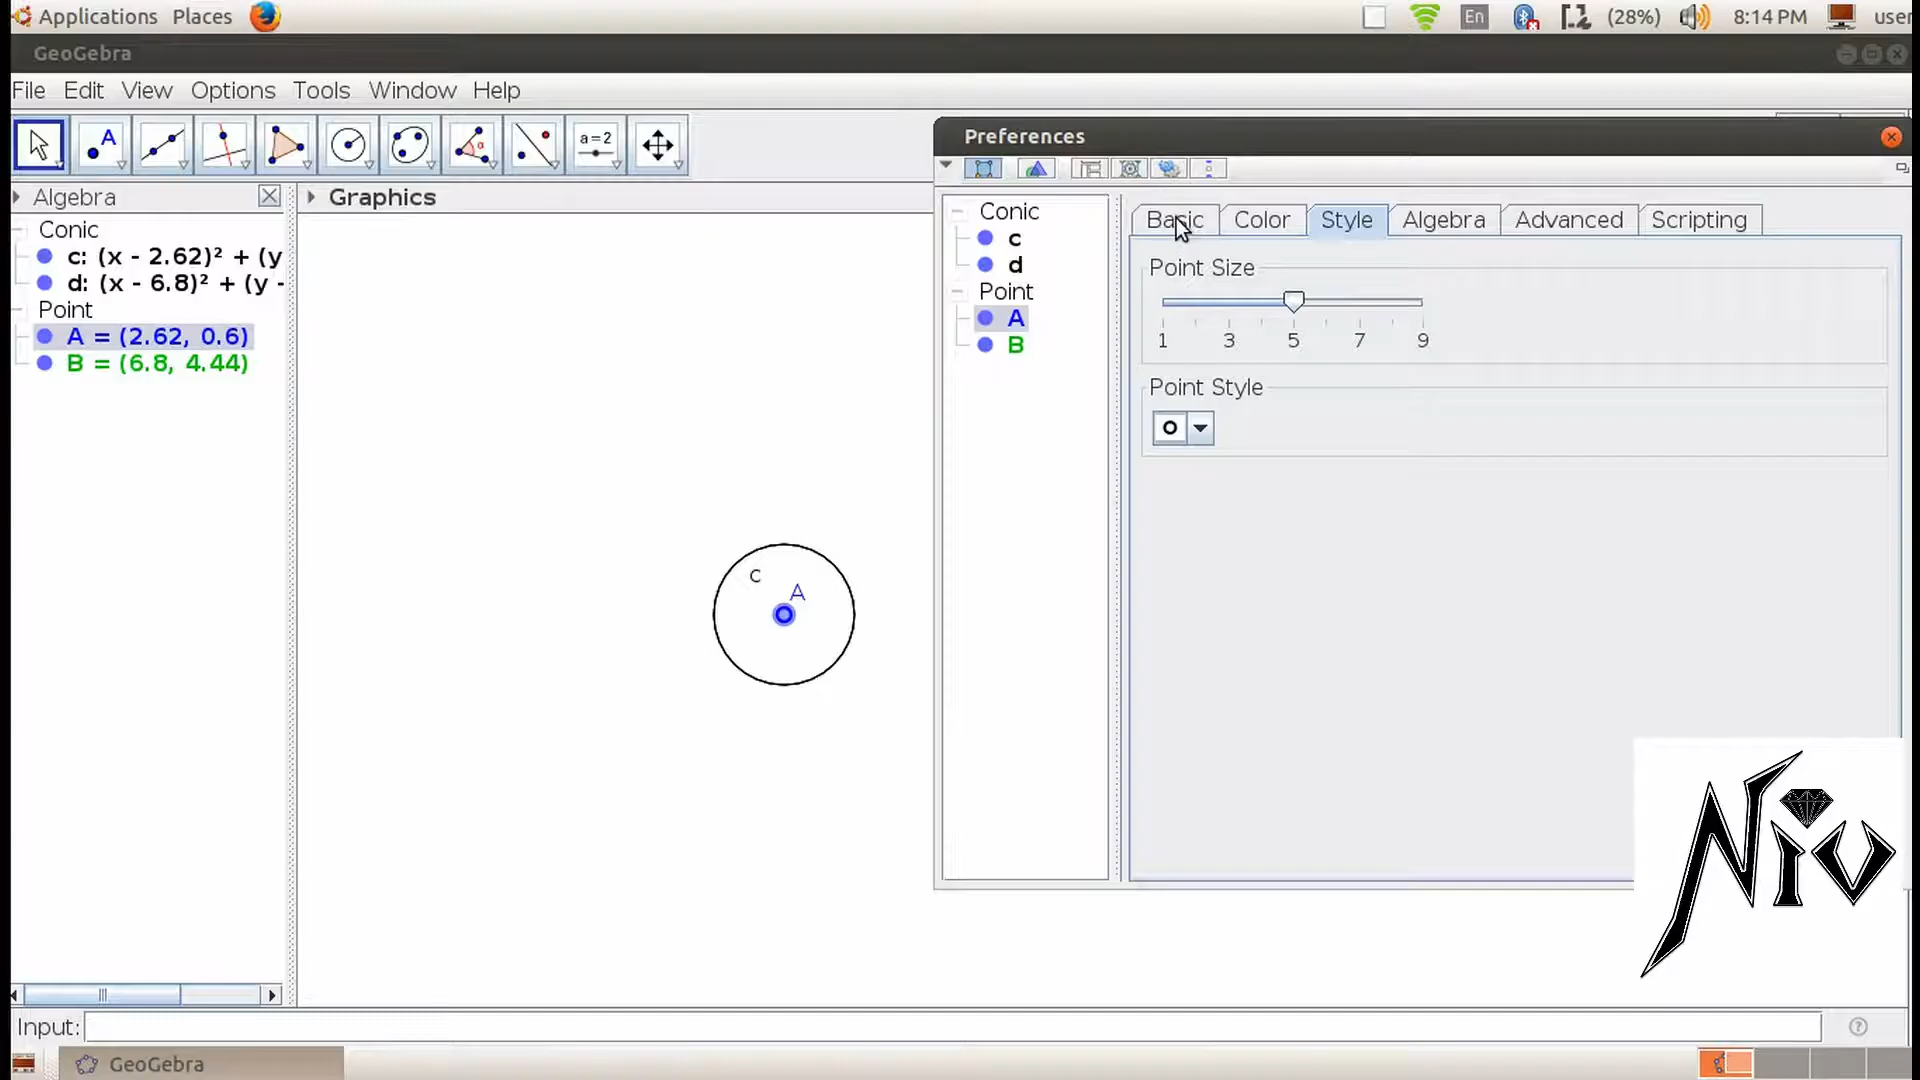 Applications Places
En (28%) 8:14 PM user
GeoGebra
File Edit View Options Tools Window Help
A α a=2
Preferences
Algebra
Graphics
Conic
c: (x - 2.62)² + (y
d: (x - 6.8)² + (y -
Point
A = (2.62, 0.6)
B = (6.8, 4.44)
Conic
c
d
Point
A
B
Basic Color Style Algebra Advanced Scripting
Point Size
1 3 5 7 9
Point Style
c
A
Niv
Input:
GeoGebra